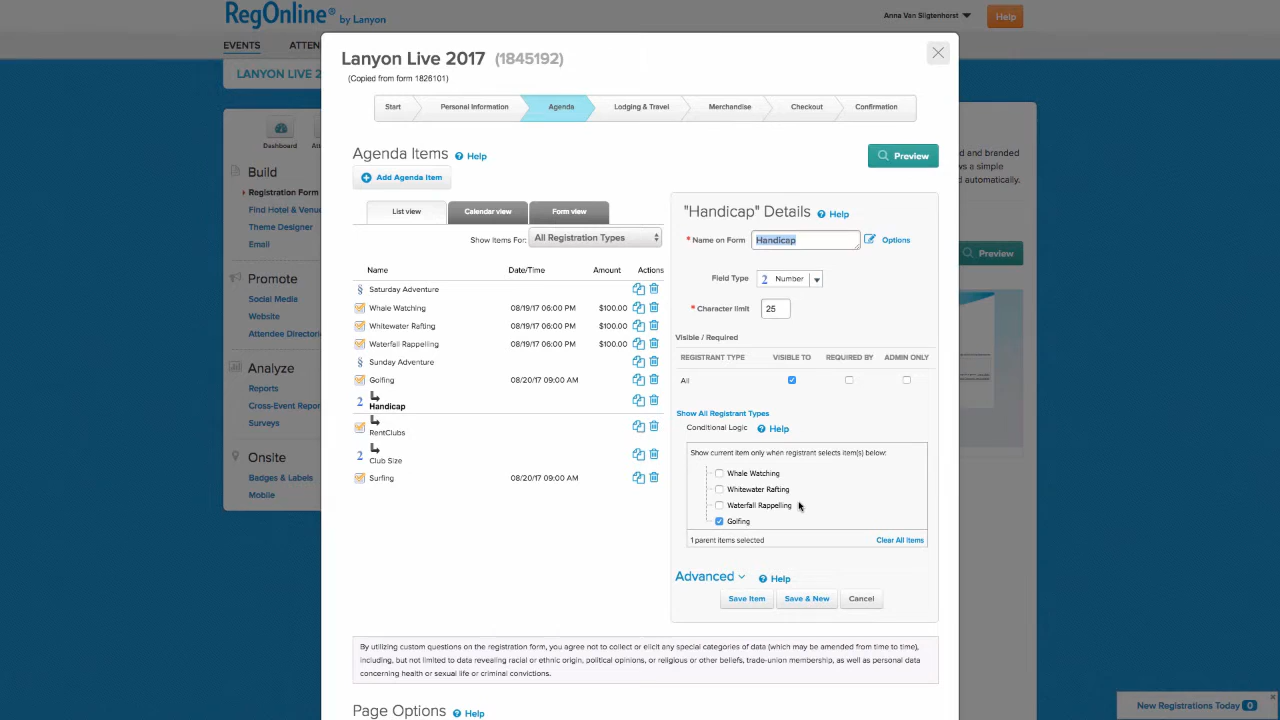 RegOnline® by Lanyon
Anna Van Sligtenhorst
Help
EVENTS ATTEN
LANYON LIVE 2
Lanyon Live 2017 (1845192)
(Copied from form 1826101)
Start Personal Information Agenda Lodging & Travel Merchandise Checkout Confirmation
Dashboard
Build
Registration Form
Find Hotel & Venu
Theme Designer
Email
Promote
Social Media
Website
Attendee Directori
Analyze
Reports
Cross-Event Repor
Surveys
Onsite
Badges & Labels
Mobile
Agenda Items Help
Preview
Add Agenda Item
List view Calendar view Form view
Show Items For: All Registration Types
Name Date/Time Amount Actions
§ Saturday Adventure
Whale Watching 08/19/17 06:00 PM $100.00
Whitewater Rafting 08/19/17 06:00 PM $100.00
Waterfall Rappelling 08/19/17 06:00 PM $100.00
§ Sunday Adventure
Golfing 08/20/17 09:00 AM
2 Handicap
RentClubs
2 Club Size
Surfing 08/20/17 09:00 AM
"Handicap" Details Help
* Name on Form Handicap Options
Field Type 2 Number
* Character limit 25
Visible / Required
REGISTRANT TYPE VISIBLE TO REQUIRED BY ADMIN ONLY
All
Show All Registrant Types
Conditional Logic Help
Show current item only when registrant selects item(s) below:
Whale Watching
Whitewater Rafting
Waterfall Rappelling
Golfing
1 parent items selected Clear All Items
Advanced Help
Save Item Save & New Cancel
By utilizing custom questions on the registration form, you agree not to collect or elicit any special categories of data (which may be amended from time to time),
including, but not limited to data revealing racial or ethnic origin, political opinions, or religious or other beliefs, trade-union membership, as well as personal data
concerning health or sexual life or criminal convictions.
Page Options Help
d and branded
ws a simple
d automatically.
Preview
New Registrations Today 0